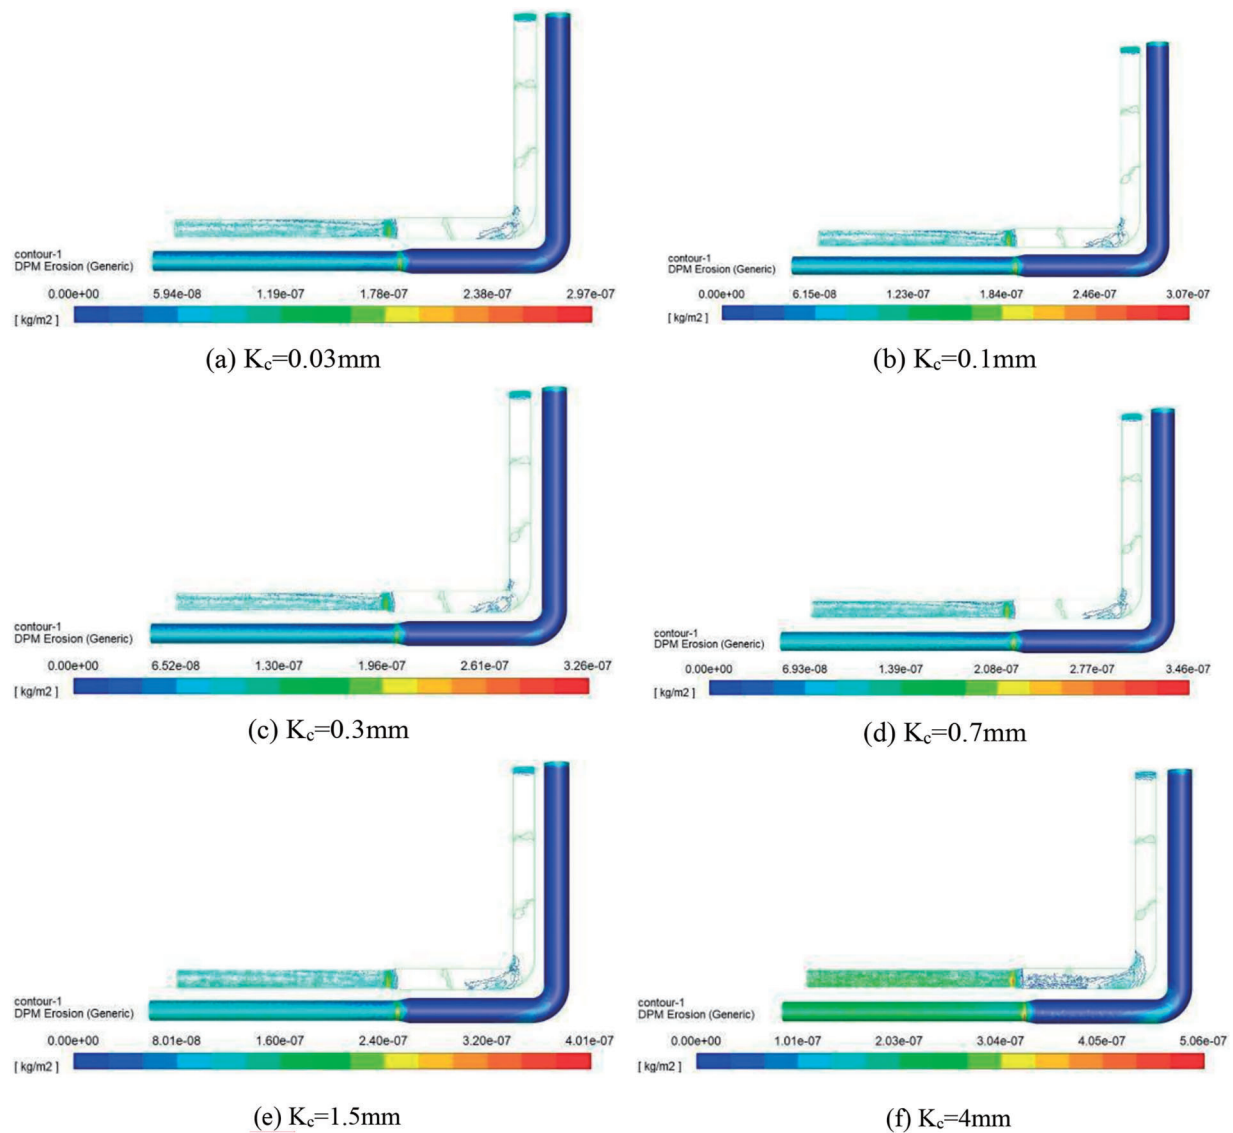 contour-1
DPM Erosion (Generic)
0.00e+00 5.94e-08 1.19e-07 1.78e-07 2.38e-07 2.97e-07
[ kg/m2 ]
(a) Kc=0.03mm
contour-1
DPM Erosion (Generic)
0.00e+00 6.15e-08 1.23e-07 1.84e-07 2.46e-07 3.07e-07
[ kg/m2 ]
(b) Kc=0.1mm
contour-1
DPM Erosion (Generic)
0.00e+00 6.52e-08 1.30e-07 1.96e-07 2.61e-07 3.26e-07
[ kg/m2 ]
(c) Kc=0.3mm
contour-1
DPM Erosion (Generic)
0.00e+00 6.93e-08 1.39e-07 2.08e-07 2.77e-07 3.46e-07
[ kg/m2 ]
(d) Kc=0.7mm
contour-1
DPM Erosion (Generic)
0.00e+00 8.01e-08 1.60e-07 2.40e-07 3.20e-07 4.01e-07
[ kg/m2 ]
(e) Kc=1.5mm
contour-1
DPM Erosion (Generic)
0.00e+00 1.01e-07 2.03e-07 3.04e-07 4.05e-07 5.06e-07
[ kg/m2 ]
(f) Kc=4mm